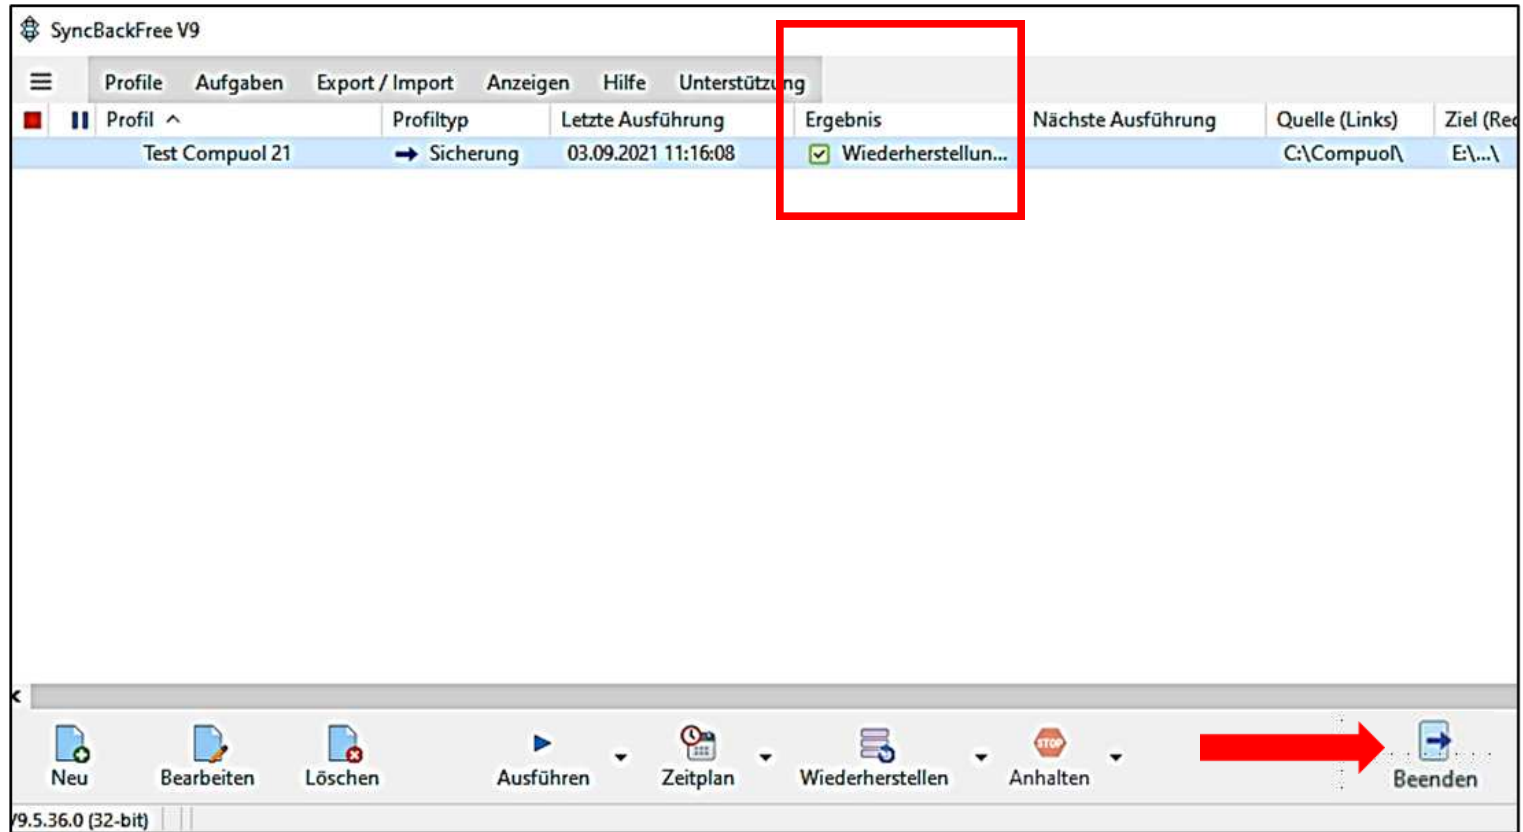 SyncBackFree V9
Profile Aufgaben Export / Import Anzeigen Hilfe Unterstützung
Profil Profiltyp Letzte Ausführung Ergebnis Nächste Ausführung Quelle (Links) Ziel (Rec
Test Compuol 21 Sicherung 03.09.2021 11:16:08 Wiederherstellun... C:\Compuol\ E:\...\
STOP
Neu Bearbeiten Löschen Ausführen Zeitplan Wiederherstellen Anhalten Beenden
/9.5.36.0 (32-bit)